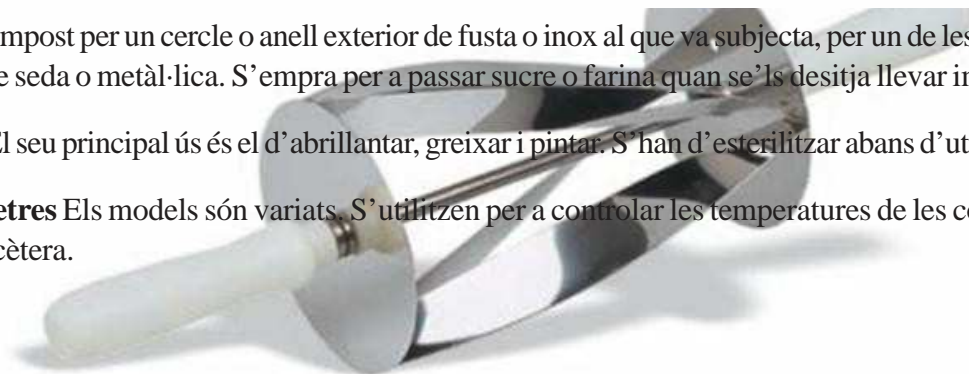 mpost per un cercle o anell exterior de fusta o inox al que va subjecta, per un de les
e seda o metàl·lica. S’empra per a passar sucre o farina quan se’ls desitja llevar in
l seu principal ús és el d’abrillantar, greixar i pintar. S’han d’esterilitzar abans d’ut
etres Els models són variats. S’utilitzen per a controlar les temperatures de les c
cètera.